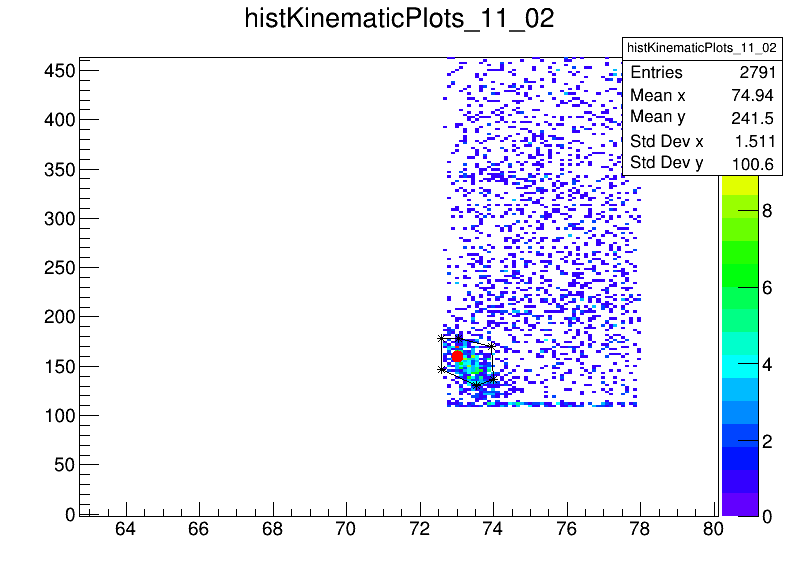 histKinematicPlots_11_02
histKinematicPlots_11_02
Entries 2791
Mean x 74.94
Mean y 241.5
Std Dev x 1.511
Std Dev y 100.6
450
400
350
300
250
200
150
100
50
0
8
6
4
2
0
64 66 68 70 72 74 76 78 80